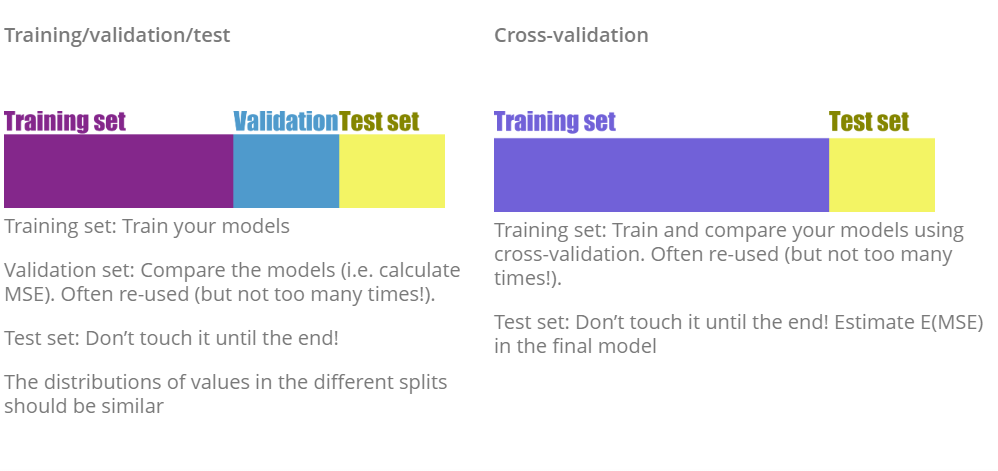 Training/validation/test
Training set
Validation
Test set
Training set: Train your models
Validation set: Compare the models (i.e. calculate
MSE). Often re-used (but not too many times!).
Test set: Don’t touch it until the end!
The distributions of values in the different splits
should be similar
Cross-validation
Training set
Test set
Training set: Train and compare your models using
cross-validation. Often re-used (but not too many
times!).
Test set: Don’t touch it until the end! Estimate E(MSE)
in the final model